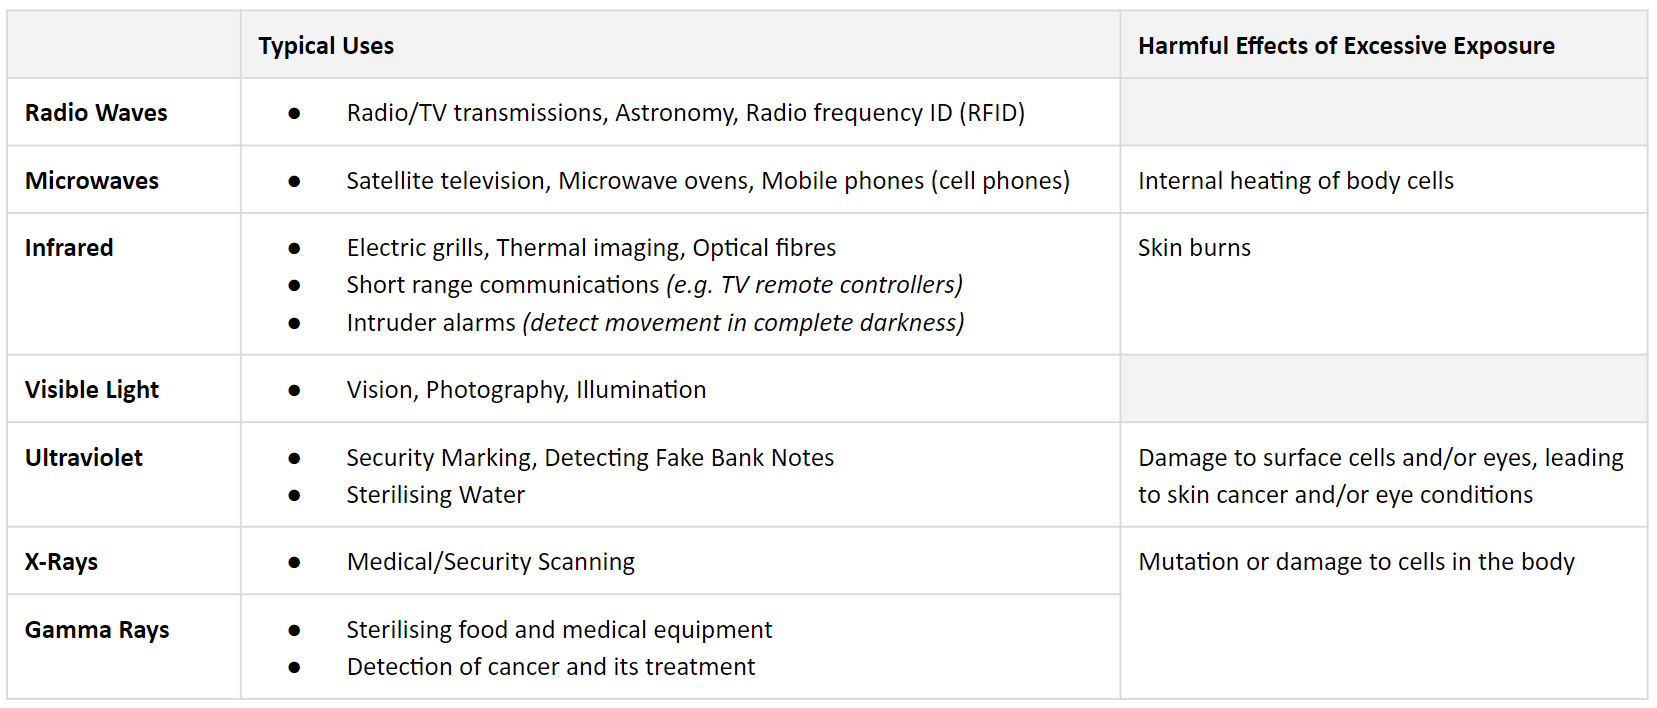 Typical Uses
Harmful Effects of Excessive Exposure
Radio Waves
● Radio/TV transmissions, Astronomy, Radio frequency ID (RFID)
Microwaves
● Satellite television, Microwave ovens, Mobile phones (cell phones)
Internal heating of body cells
Infrared
● Electric grills, Thermal imaging, Optical fibres
● Short range communications (e.g. TV remote controllers)
● Intruder alarms (detect movement in complete darkness)
Skin burns
Visible Light
● Vision, Photography, Illumination
Ultraviolet
● Security Marking, Detecting Fake Bank Notes
● Sterilising Water
Damage to surface cells and/or eyes, leading
to skin cancer and/or eye conditions
X-Rays
● Medical/Security Scanning
Mutation or damage to cells in the body
Gamma Rays
● Sterilising food and medical equipment
● Detection of cancer and its treatment